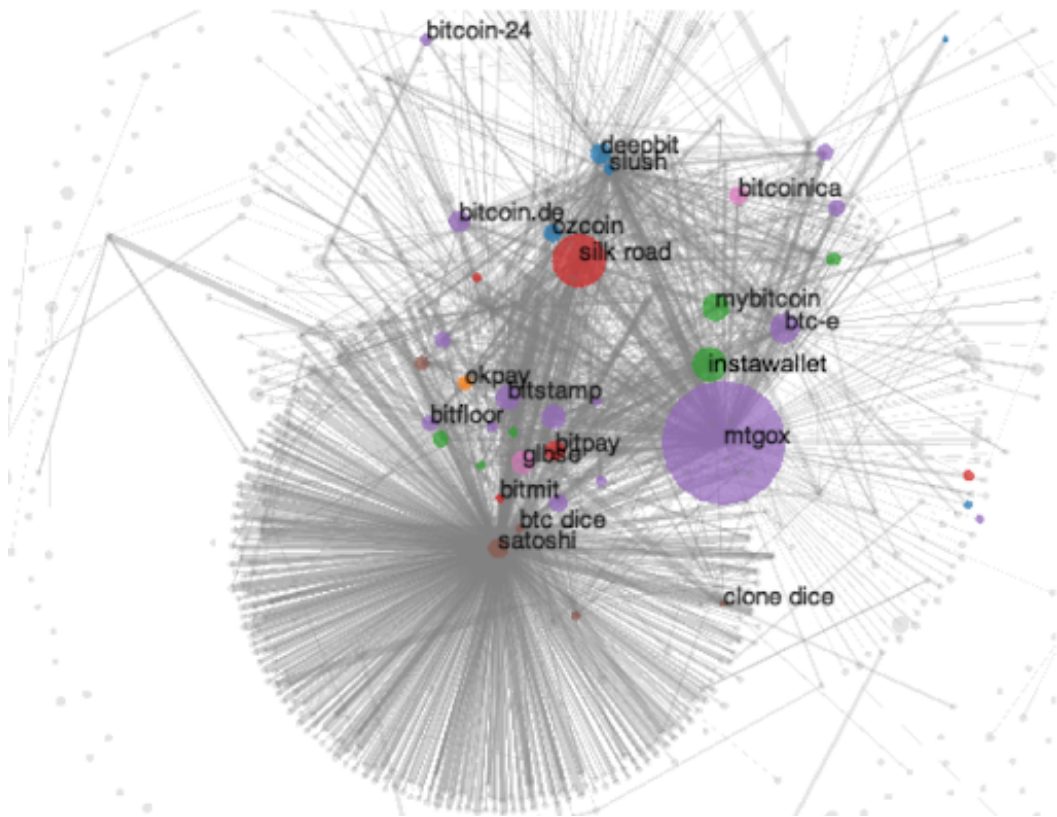 bitcoin-24
deepbit
slush
bitcoinica
bitcoin.de
ozcoin
silk road
mybitcoin
btc-e
instawallet
okpay
bitstamp
bitfloor
mtgox
bitpay
glbse
bitmit
btc dice
satoshi
clone dice